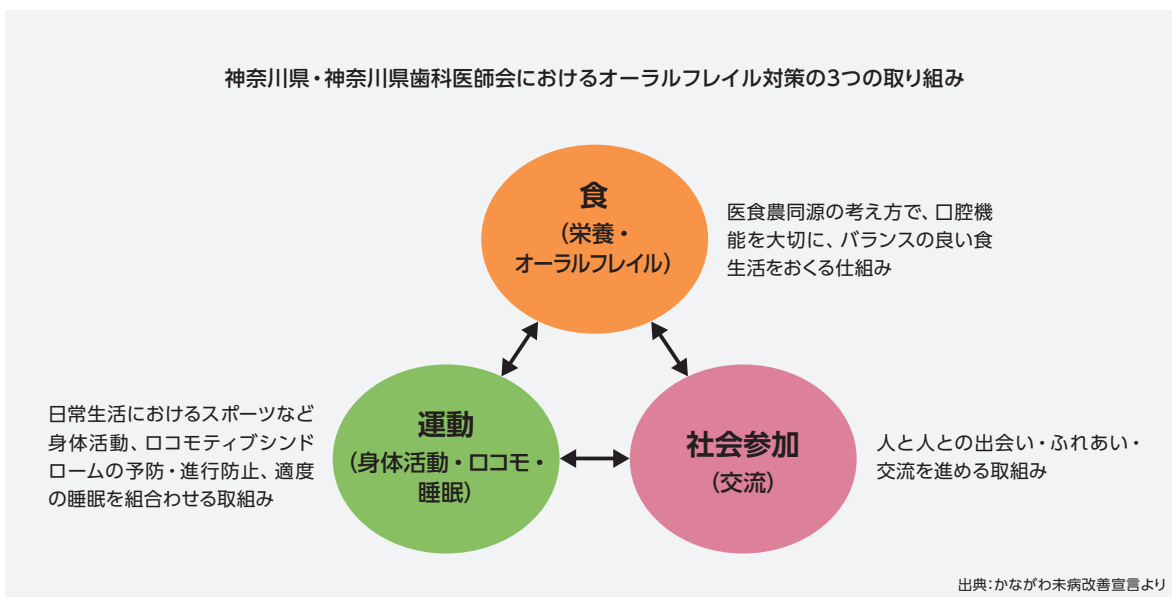 神奈川県・神奈川県歯科医師会におけるオーラルフレイル対策の3つの取り組み
食
(栄養・
オーラルフレイル)
医食農同源の考え方で、口腔機
能を大切に、バランスの良い食
生活をおくる仕組み
日常生活におけるスポーツなど
身体活動、ロコモティブシンド
ロームの予防・進行防止、適度
の睡眠を組合わせる取組み
運動
(身体活動・ロコモ・
睡眠)
社会参加
(交流)
人と人との出会い・ふれあい・
交流を進める取組み
出典:かながわ未病改善宣言より